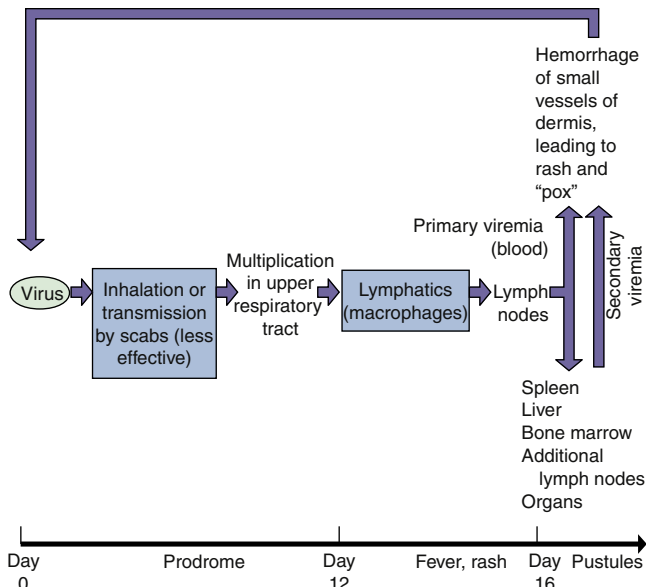 Hemorrhage
of small
vessels of
dermis,
leading to
rash and
“pox”
Primary viremia
(blood)
Secondary
viremia
Virus
Inhalation or
transmission
by scabs (less
effective)
Multiplication
in upper
respiratory
tract
Lymphatics
(macrophages)
Lymph
nodes
Spleen
Liver
Bone marrow
Additional
lymph nodes
Organs
Day
0
Prodrome
Day
12
Fever, rash
Day
16
Pustules